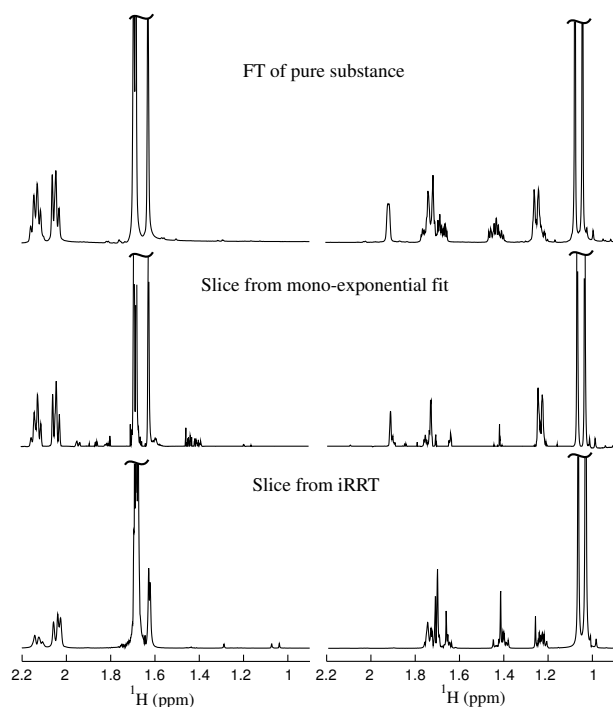 FT of pure substance
Slice from mono-exponential fit
Slice from iRRT
2.2 2 1.8 1.6 1.4 1.2 1
2 1.8 1.6 1.4 1.2 1
¹H (ppm)
¹H (ppm)